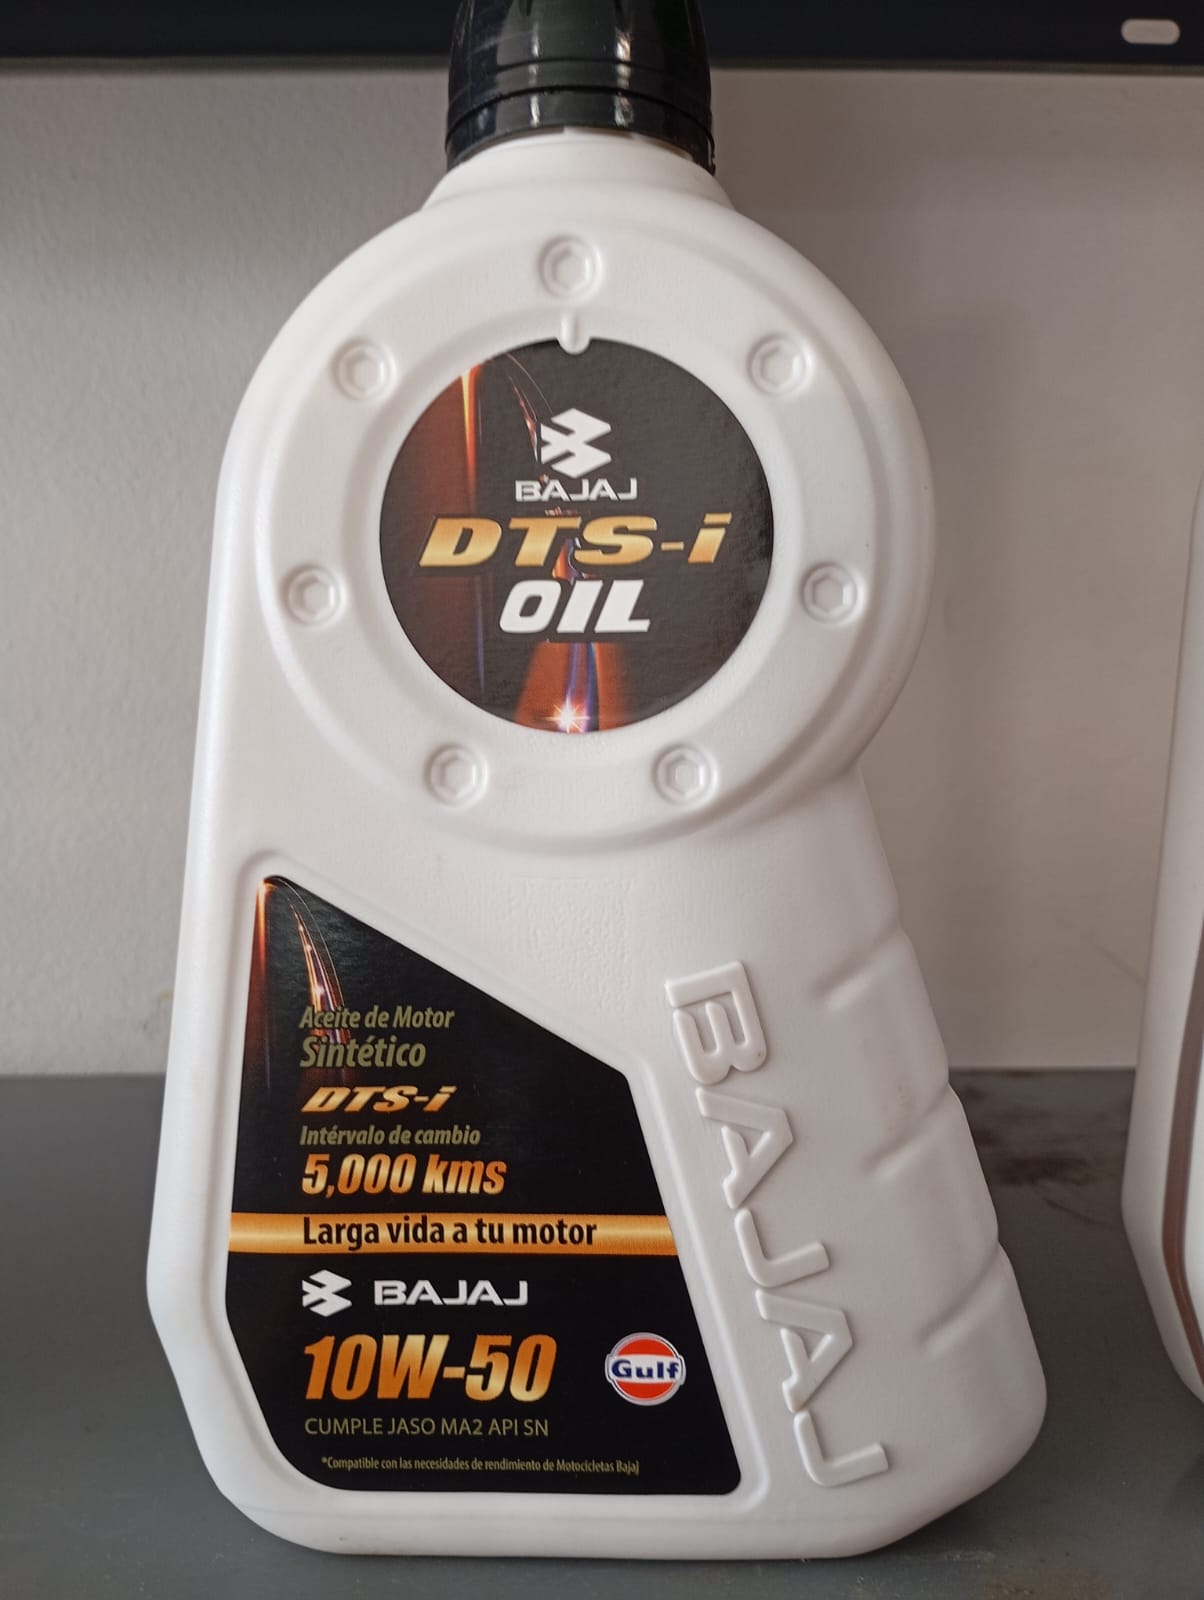 BAJAJ
DTS-i
OIL
Aceite de Motor
Sintético
DTS-i
Intérvalo de cambio
5,000 kms
Larga vida a tu motor
BAJAJ
10W-50
Gulf
CUMPLE JASO MA2 API SN
*Compatible con las necesidades de rendimiento de Motocicletas Bajaj
BAJAJ